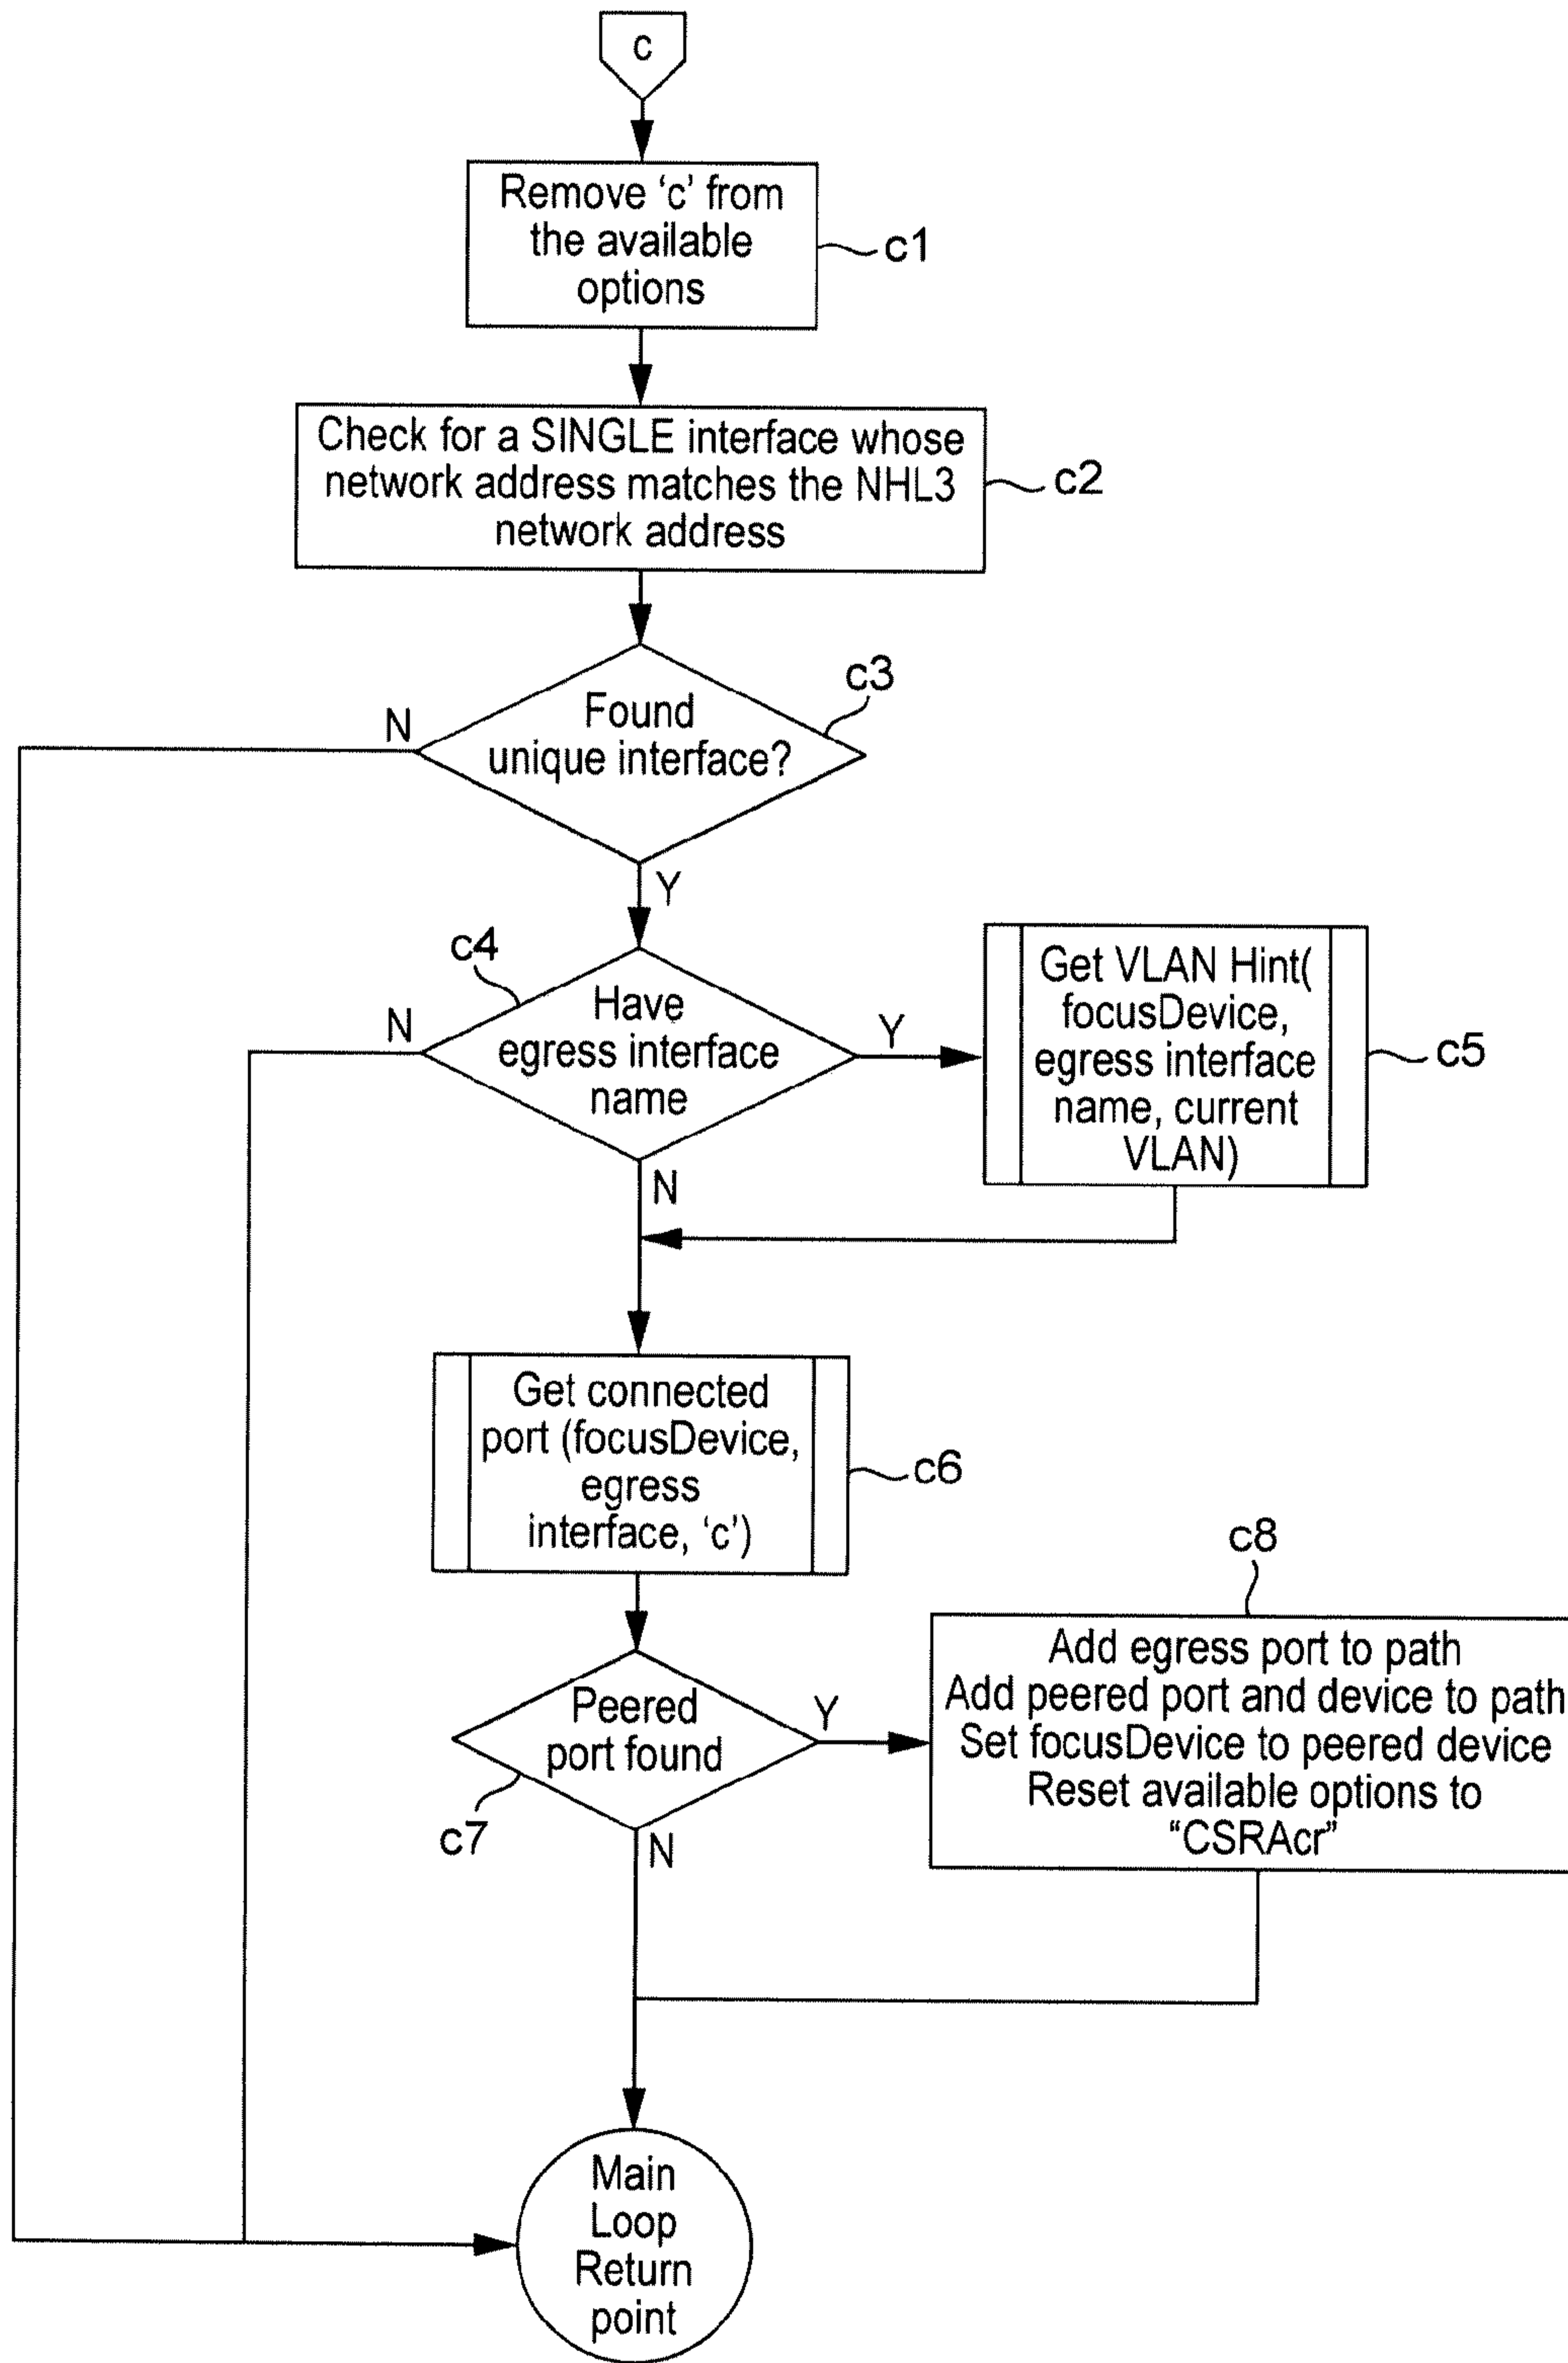 c
Remove ‘c’ from
the available
options
c1
Check for a SINGLE interface whose
network address matches the NHL3
network address
c2
c3
Found
unique interface?
N
Y
c4
Have
egress interface
name
N
Y
N
Get VLAN Hint(
focusDevice,
egress interface
name, current
VLAN)
c5
Get connected
port (focusDevice,
egress
interface, ‘c’)
c6
Peered
port found
Y
c7
N
c8
Add egress port to path
Add peered port and device to path
Set focusDevice to peered device
Reset available options to
“CSRAcr”
Main
Loop
Return
point